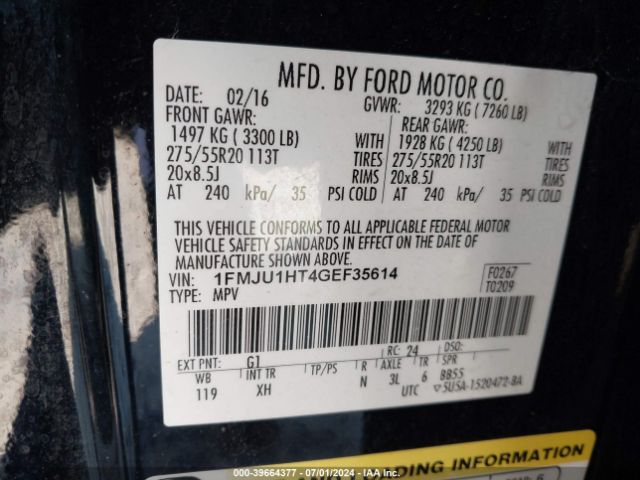 MFD. BY FORD MOTOR CO.
DATE: 02/16 GVWR: 3293 KG ( 7260 LB)
FRONT GAWR: REAR GAWR:
1497 KG ( 3300 LB) WITH 1928 KG ( 4250 LB) WITH
275/55R20 113T TIRES 275/55R20 113T TIRES
20x8.5J RIMS 20x8.5J RIMS
AT 240 kPa/ 35 PSI COLD AT 240 kPa/ 35 PSI COLD
THIS VEHICLE CONFORMS TO ALL APPLICABLE FEDERAL MOTOR
VEHICLE SAFETY STANDARDS IN EFFECT ON THE DATE OF
MANUFACTURE SHOWN ABOVE.
VIN: 1FMJU1HT4GEF35614 F0267
TYPE: MPV T0209
EXT PNT: G1 RC: 24 DSO:
WB INT TR TP/PS R AXLE TR SPR
119 XH N 3L 6 BB55
UTC 5U5A-1520472-BA
LOADING INFORMATION
000-39664377 - 07/01/2024 - IAA Inc.